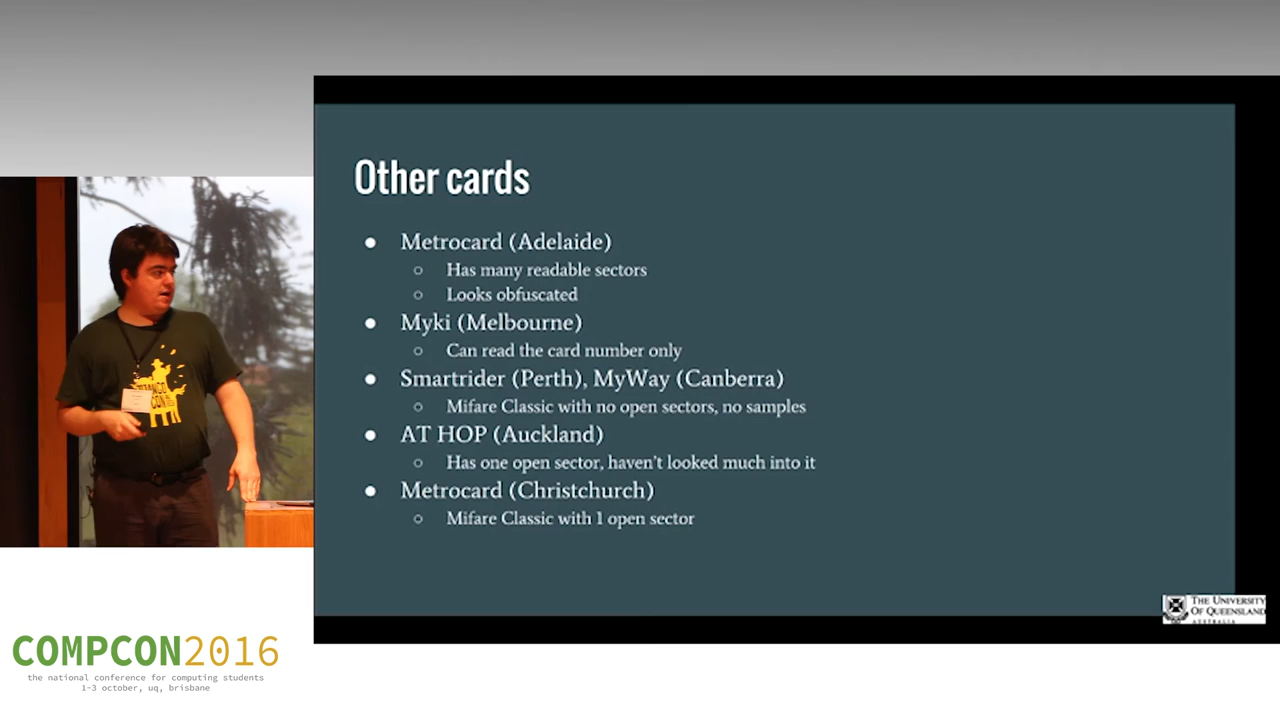 Other cards
● Metrocard (Adelaide)
○ Has many readable sectors
○ Looks obfuscated
● Myki (Melbourne)
○ Can read the card number only
● Smartrider (Perth), MyWay (Canberra)
○ Mifare Classic with no open sectors, no samples
● AT HOP (Auckland)
○ Has one open sector, haven't looked much into it
● Metrocard (Christchurch)
○ Mifare Classic with 1 open sector
CON
THE UNIVERSITY
OF QUEENSLAND
AUSTRALIA
COMPCON2016
the national conference for computing students
1-3 october, uq, brisbane